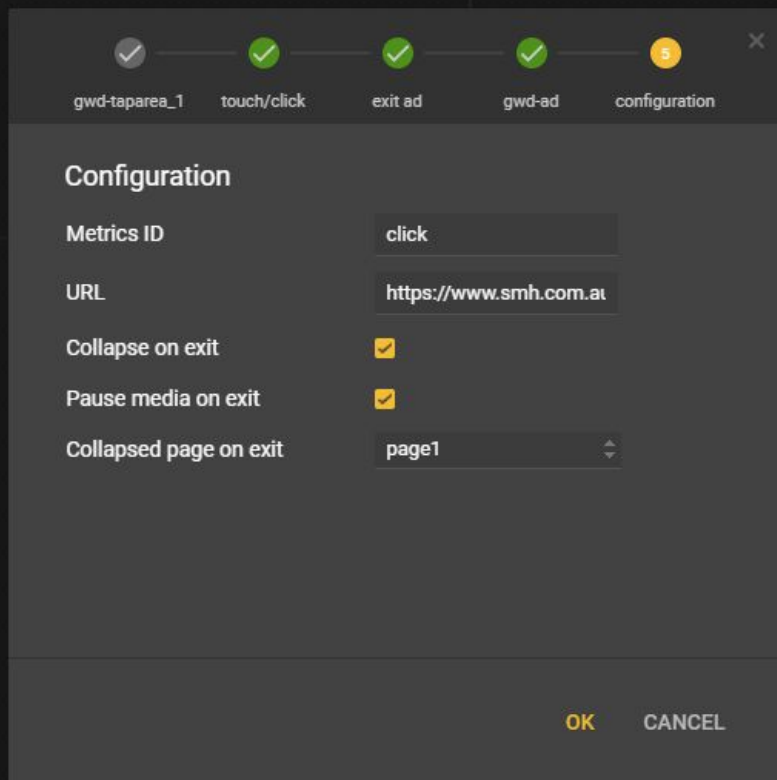 5
gwd-taparea_1 touch/click exit ad gwd-ad configuration
Configuration
Metrics ID click
URL https://www.smh.com.au
Collapse on exit
Pause media on exit
Collapsed page on exit page1
OK CANCEL